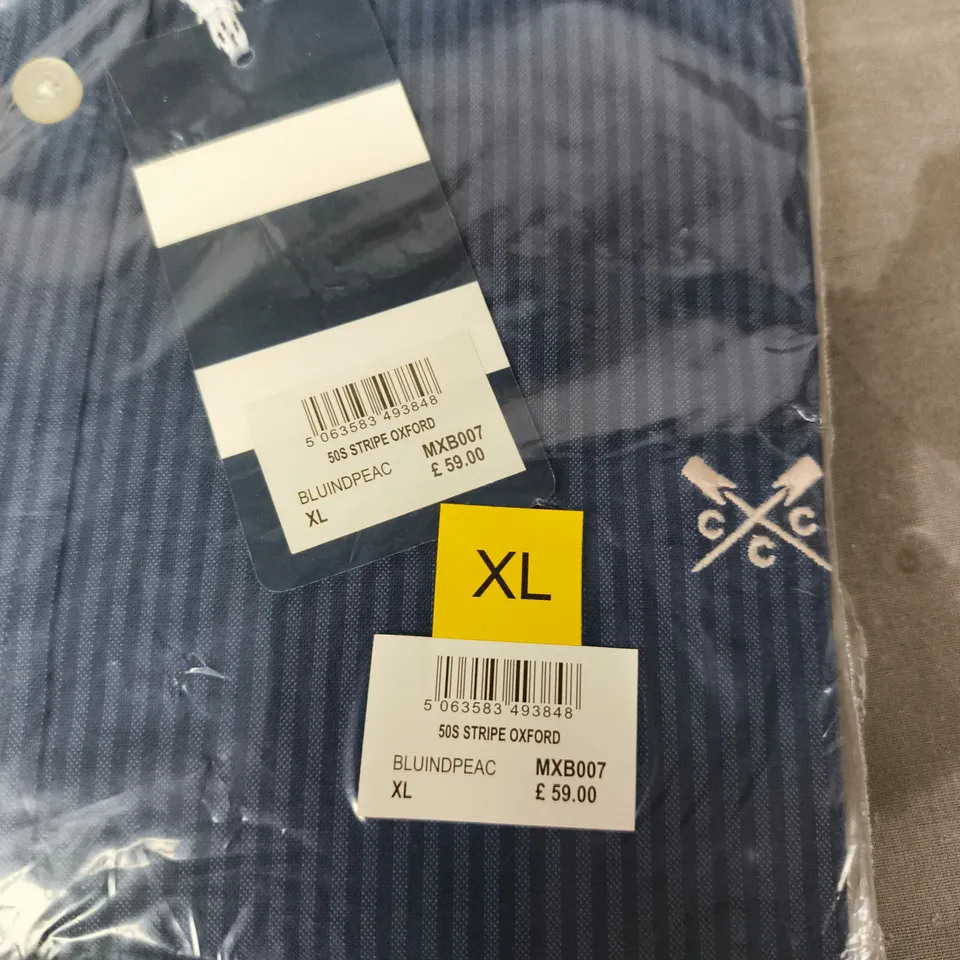 5 063583 493848
50S STRIPE OXFORD
BLUINDPEAC MXB007
XL £ 59.00
C C
C
XL
5 063583 493848
50S STRIPE OXFORD
BLUINDPEAC MXB007
XL £ 59.00